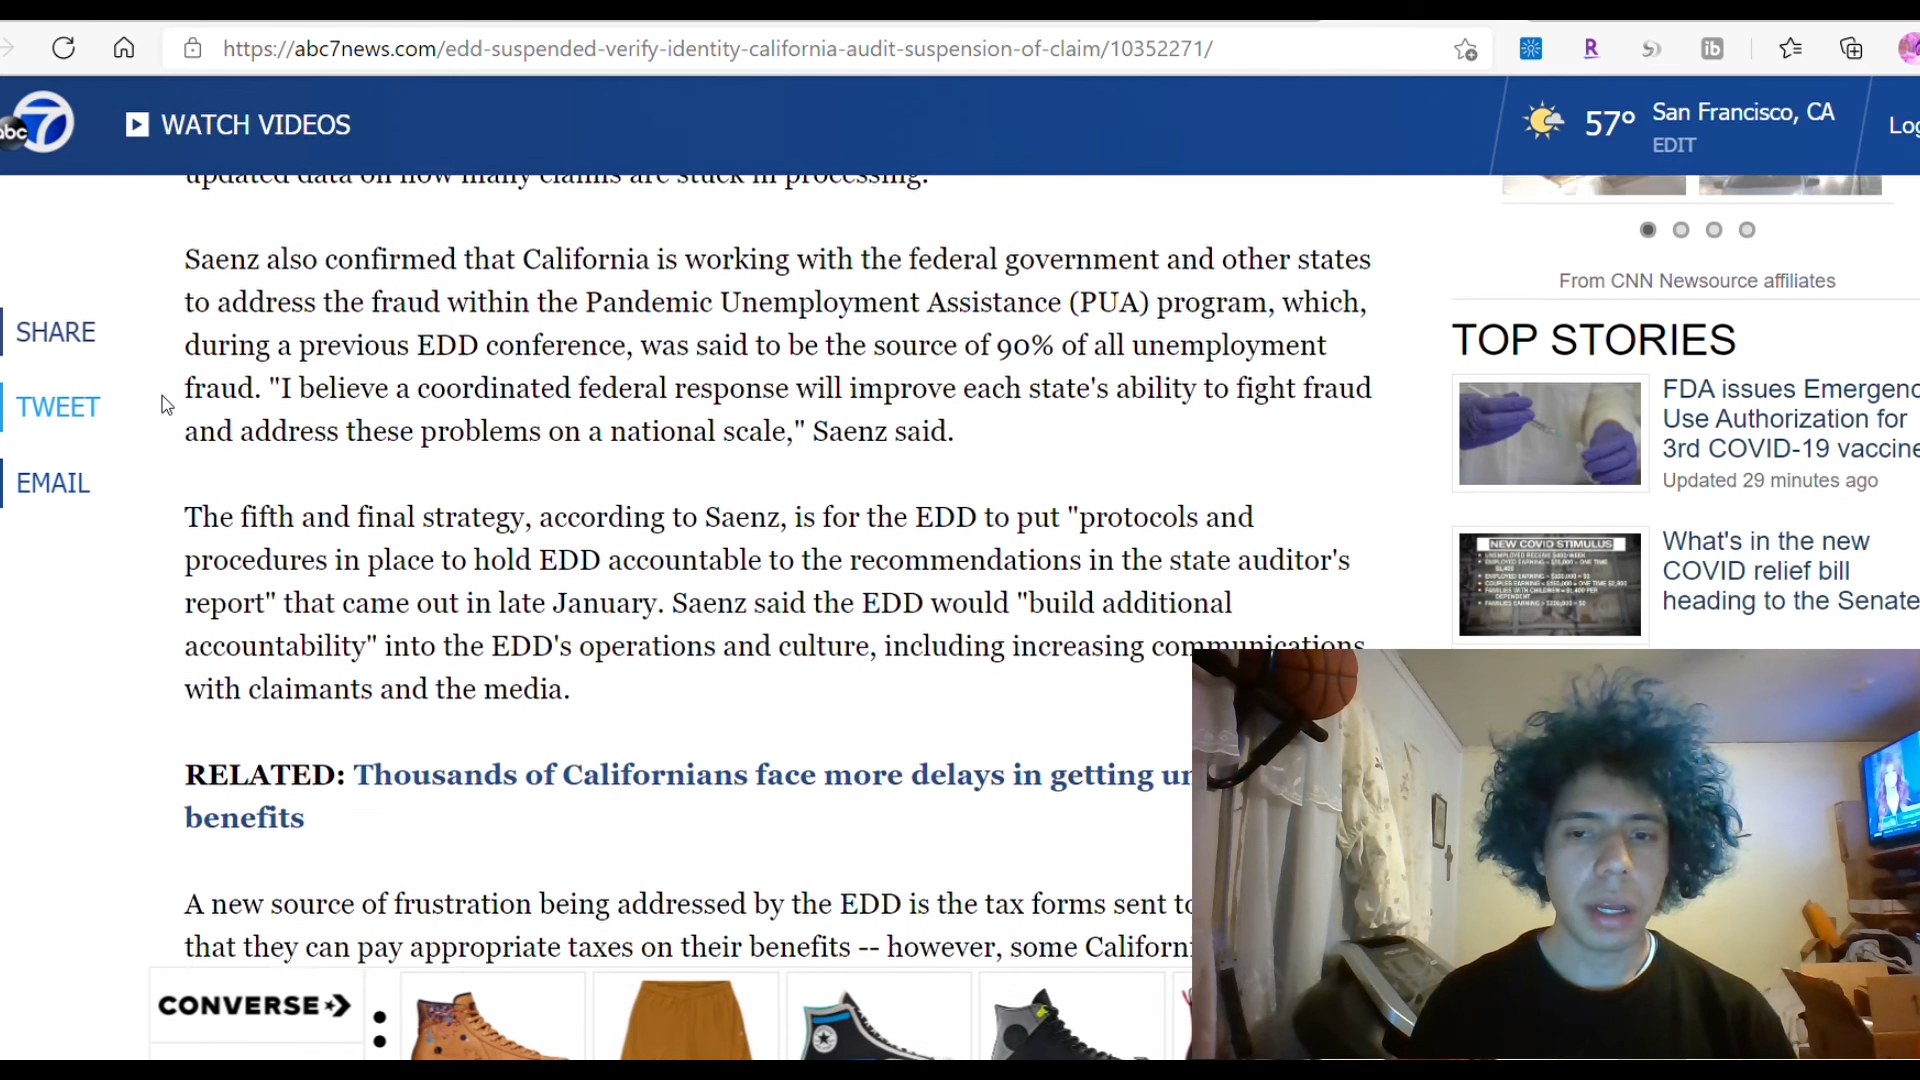 https://abc7news.com/edd-suspended-verify-identity-california-audit-suspension-of-claim/10352271/
abc 7
WATCH VIDEOS
57° San Francisco, CA
EDIT
updated data on how many claims are stuck in processing.
Saenz also confirmed that California is working with the federal government and other states
to address the fraud within the Pandemic Unemployment Assistance (PUA) program, which,
during a previous EDD conference, was said to be the source of 90% of all unemployment
fraud. "I believe a coordinated federal response will improve each state's ability to fight fraud
and address these problems on a national scale," Saenz said.
The fifth and final strategy, according to Saenz, is for the EDD to put "protocols and
procedures in place to hold EDD accountable to the recommendations in the state auditor's
report" that came out in late January. Saenz said the EDD would "build additional
accountability" into the EDD's operations and culture, including increasing communications
with claimants and the media.
RELATED: Thousands of Californians face more delays in getting
benefits
A new source of frustration being addressed by the EDD is the tax forms sent
that they can pay appropriate taxes on their benefits -- however, some
SHARE
TWEET
EMAIL
From CNN Newsource affiliates
TOP STORIES
FDA issues
Use Authorization for
3rd COVID-19 vaccine
Updated 29 minutes ago
NEW COVID STIMULUS
What's in the new
COVID relief bill
heading to the Senate
CONVERSE